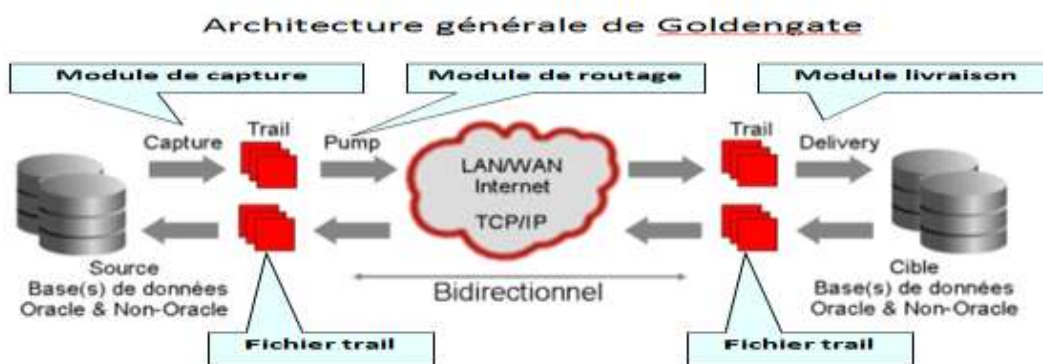 Architecture générale de Goldengate
Module de capture
Module de routage
Module livraison
Capture
Trail
Pump
LAN/WAN
Internet
TCP/IP
Trail
Delivery
Source
Base(s) de données
Oracle & Non-Oracle
Bidirectionnel
Cible
Base(s) de données
Oracle & Non-Oracle
Fichier trail
Fichier trail